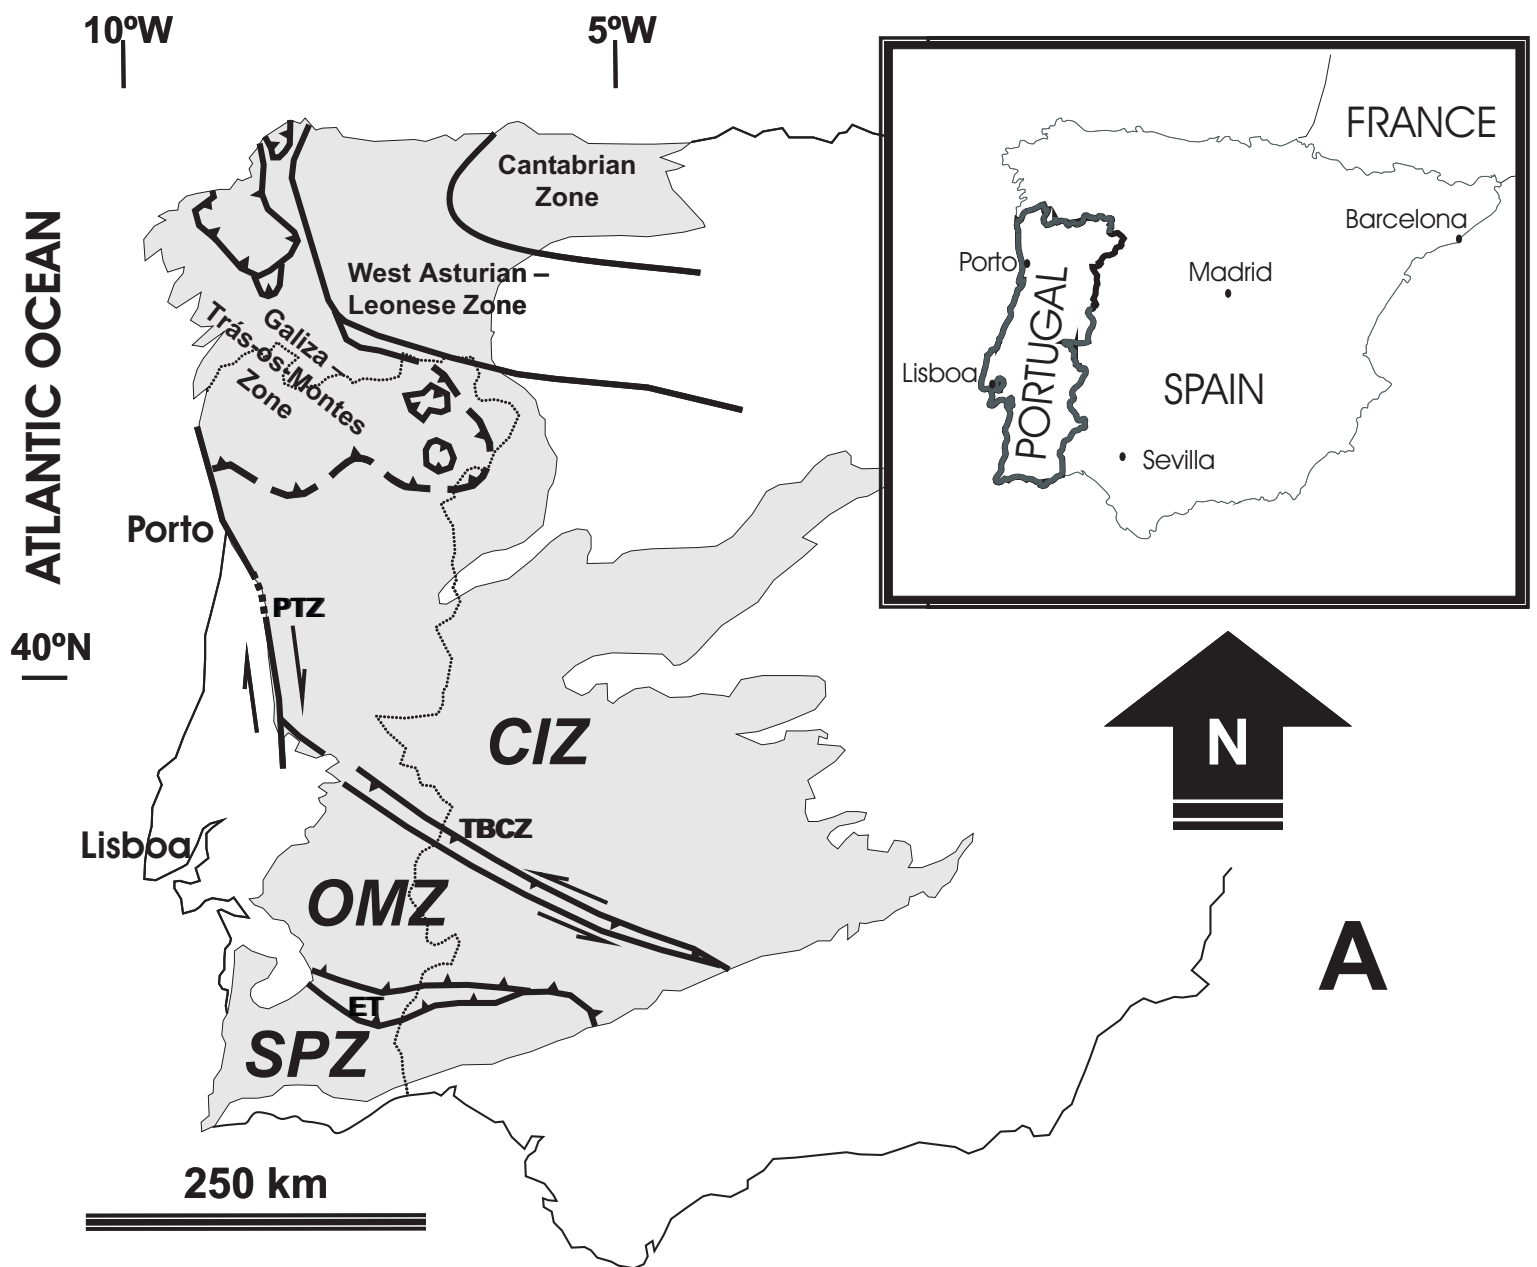 10ºW
5ºW
FRANCE
Cantabrian
Zone
Barcelona
ATLANTIC OCEAN
Porto
Madrid
West Asturian –
Leonese Zone
PORTUGAL
Galiza –
Trás-os-Montes
Zone
Lisboa
SPAIN
Sevilla
Porto
PTZ
40ºN
CIZ
N
TBCZ
Lisboa
OMZ
A
ET
SPZ
250 km